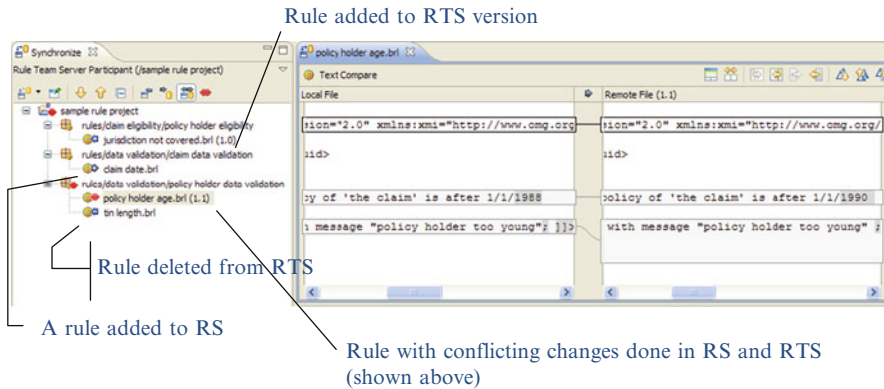 Rule added to RTS version
Synchronize
policy holder age.brl
Rule Team Server Participant (/sample rule project)
Text Compare
Local File
Remote File (1.1)
sample rule project
rules/claim eligibility/policy holder eligibility
jurisdiction not covered.brl (1.0)
rules/data validation/claim data validation
claim date.brl
rules/data validation/policy holder data validation
policy holder age.brl (1.1)
tin length.brl
sion="2.0" xmlns:xmi="http://www.omg.org
sion="2.0" xmlns:xmi="http://www.omg.org/
uid>
uid>
cy of 'the claim' is after 1/1/1988
policy of 'the claim' is after 1/1/1990
n message "policy holder too young"; ]]>
with message "policy holder too young" ;
Rule deleted from RTS
A rule added to RS
Rule with conflicting changes done in RS and RTS
(shown above)